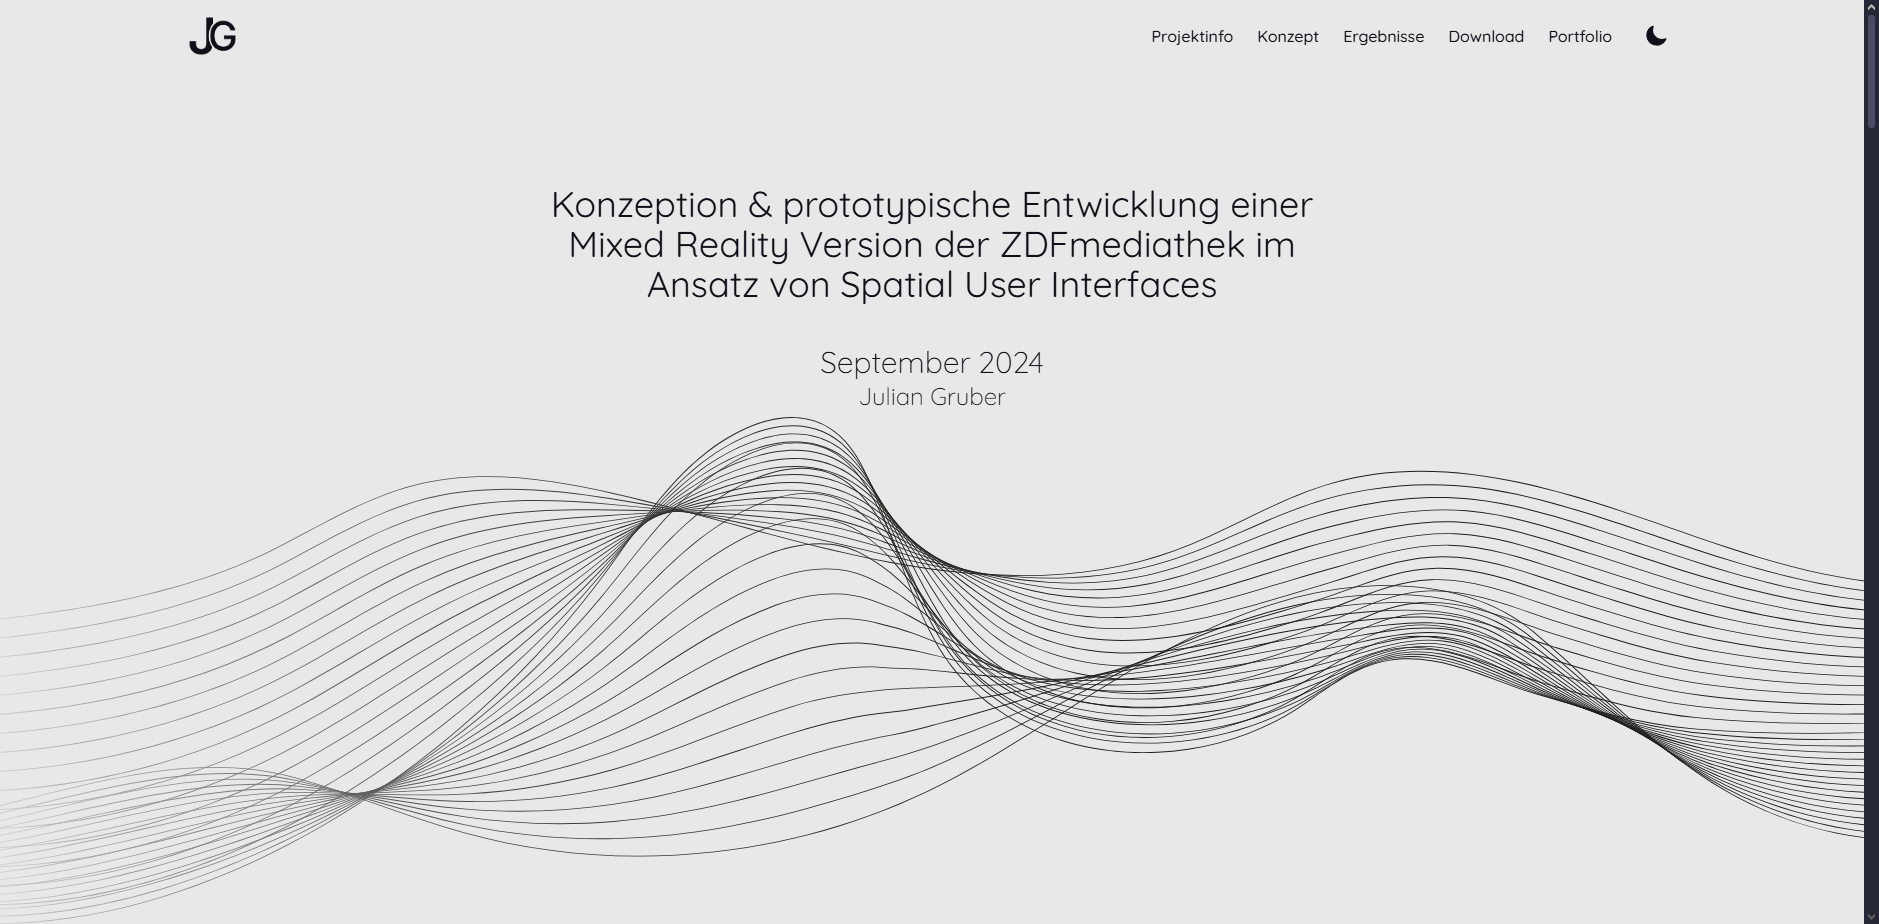 JG
Projektinfo Konzept Ergebnisse Download Portfolio
Konzeption & prototypische Entwicklung einer
Mixed Reality Version der ZDFmediathek im
Ansatz von Spatial User Interfaces
September 2024
Julian Gruber